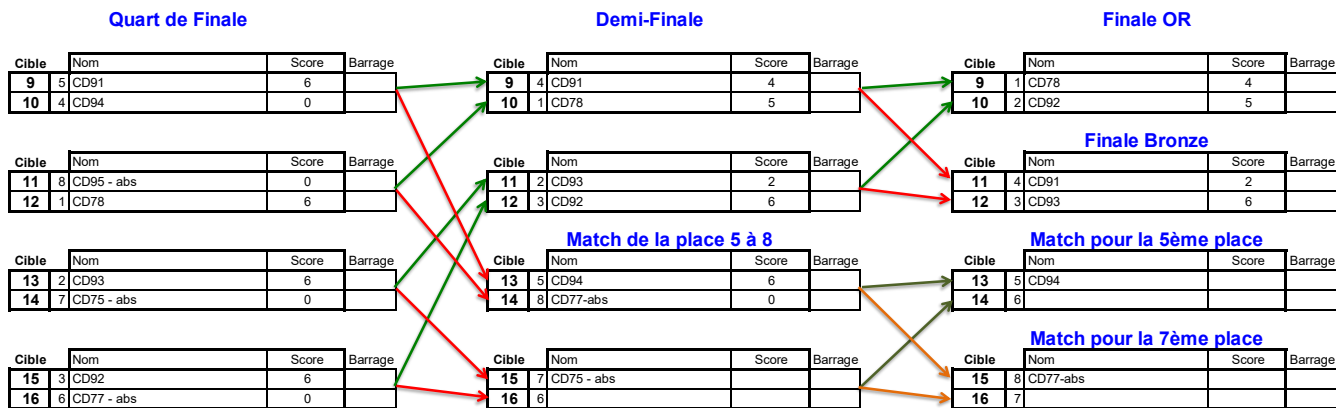 Quart de Finale Demi-Finale Finale OR
Cible Nom Score Barrage Cible Nom Score Barrage Cible Nom Score Barrage
9 5 CD91 6 9 4 CD91 4 9 1 CD78 4
10 4 CD94 0 10 1 CD78 5 10 2 CD92 5
Finale Bronze
Cible Nom Score Barrage Cible Nom Score Barrage Cible Nom Score Barrage
11 8 CD95 - abs 0 11 2 CD93 2 11 4 CD91 2
12 1 CD78 6 12 3 CD92 6 12 3 CD93 6
Match de la place 5 à 8 Match pour la 5ème place
Cible Nom Score Barrage Cible Nom Score Barrage Cible Nom Score Barrage
13 2 CD93 6 13 5 CD94 6 13 5 CD94
14 7 CD75 - abs 0 14 8 CD77-abs 0 14 6
Match pour la 7ème place
Cible Nom Score Barrage Cible Nom Score Barrage Cible Nom Score Barrage
15 3 CD92 6 15 7 CD75 - abs 15 8 CD77-abs
16 6 CD77 - abs 0 16 6 16 7